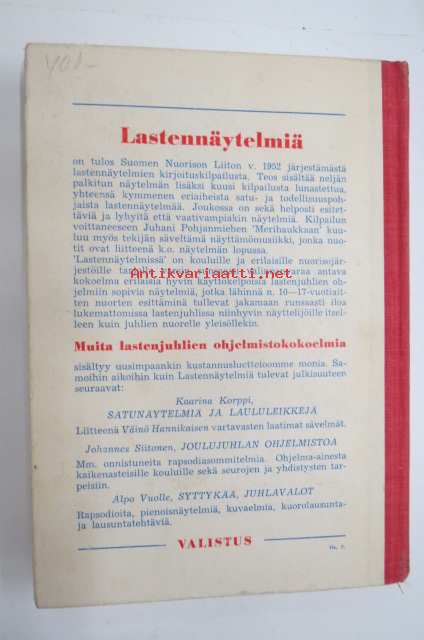 401-
Lastennäytelmiä
on tulos Suomen Nuorison Liiton v. 1952 järjestämästä
lastennäytelmien kirjoituskilpailusta. Teos sisältää neljän
palkitun näytelmän lisäksi kuusi kilpailusta lunastettua,
yhteensä kymmenen eriaiheista satu- ja todellisuuspoh-
jaista lastennäytelmää. Joukossa on sekä helposti esitet-
täviä ja lyhyitä että vaativampiakin näytelmiä. Kilpailun
voittaneeseen Juhani Pohjanmiehen 'Merihaukkaan' kuu-
luu myös tekijän säveltämä näyttämömusiikki, jonka nuo-
tit ovat liitteenä k.o. näytelmän lopussa.
'Lastennäytelmissä' on kouluille ja erilaisille nuorisojär-
jestöille tarjolla varaa antava
kokoelma erilaisia hyvin käyttökelpoisia lastenjuhlien oh-
jelmiin sopivia näytelmiä, jotka lähinnä n. 10—17-vuotiait-
ten nuorten esittäminä tullevat jakamaan runssasti iloa
lukemattomissa lastenjuhlissa niinhyvin näyttelijöille itsel-
leen kuin juhlien nuorelle yleisöllekin.
Antiikkivarasto.com
antikvariaatti.net
Muita lastenjuhlien ohjelmistokokoelmia
sisältyy uusimpaankin kustannusluetteloomme monia. Sa-
moihin aikoihin kuin Lastennäytelmiä tulevat julkisuuteen
seuraavat:
Kaarina Korppi,
SATUNÄYTELMIÄ JA LAULULEIKKEJÄ
Liitteenä Väinö Hannikaisen vartavasten laatimat sävelmät.
Johannes Siitonen, JOULUJUHLAN OHJELMISTOA
Mm. onnistuneita rapsodiasommitelmia. Ohjelma-ainesta
kaikenasteisille kouluille sekä seurojen ja yhdistysten tar-
peisiin.
Alpo Vuolle, SYTTYKÄÄ, JUHLAVALOT
Rapsodioita, pienoisnäytelmiä, kuvaelmia, kuorolausunta-
ja lausuntatehtäviä.
VALISTUS